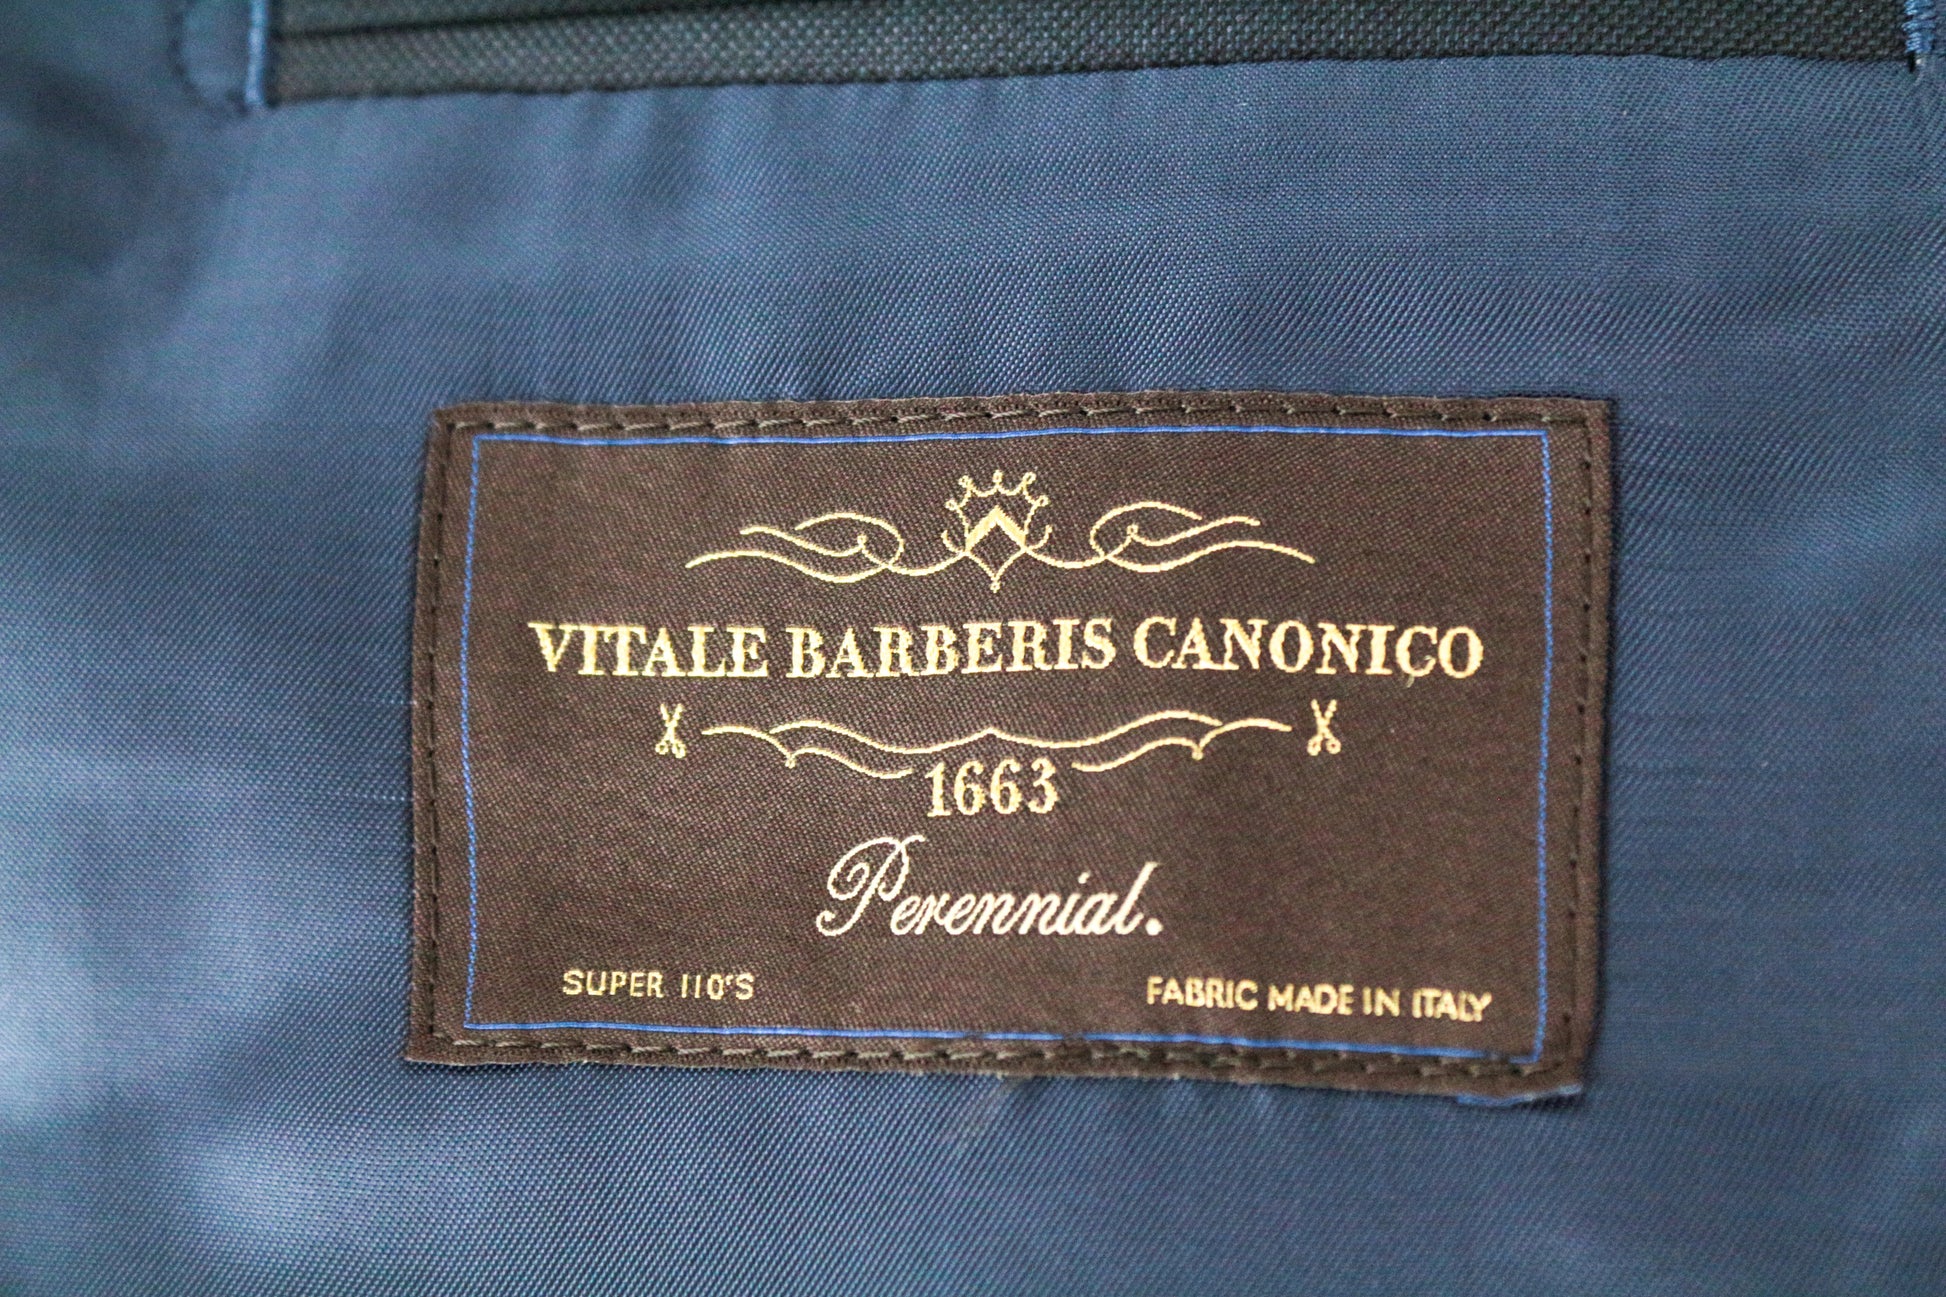 VITALE BARBERIS CANONICO
1663
Perennial.
SUPER 110'S
FABRIC MADE IN ITALY